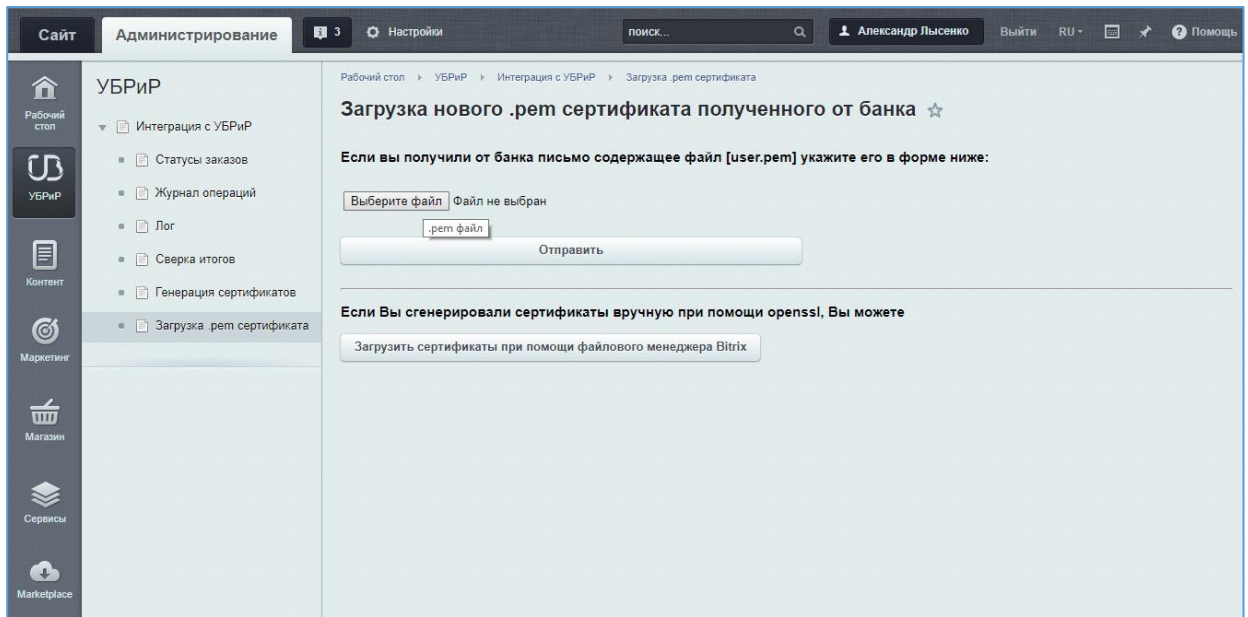 Сайт
Администрирование
3
Настройки
поиск...
Александр Лысенко
Выйти
RU
Помощь
Рабочий
стол
УБРиР
Контент
Маркетинг
Магазин
Сервисы
Marketplace
УБРиР
Интеграция с УБРиР
Статусы заказов
Журнал операций
Лог
Сверка итогов
Генерация сертификатов
Загрузка .pem сертификата
Рабочий стол УБРиР Интеграция с УБРиР Загрузка .pem сертификата
Загрузка нового .pem сертификата полученного от банка
Если вы получили от банка письмо содержащее файл [user.pem] укажите его в форме ниже:
Выберите файл Файл не выбран
.pem файл
Отправить
Если Вы сгенерировали сертификаты вручную при помощи openssl, Вы можете
Загрузить сертификаты при помощи файлового менеджера Bitrix